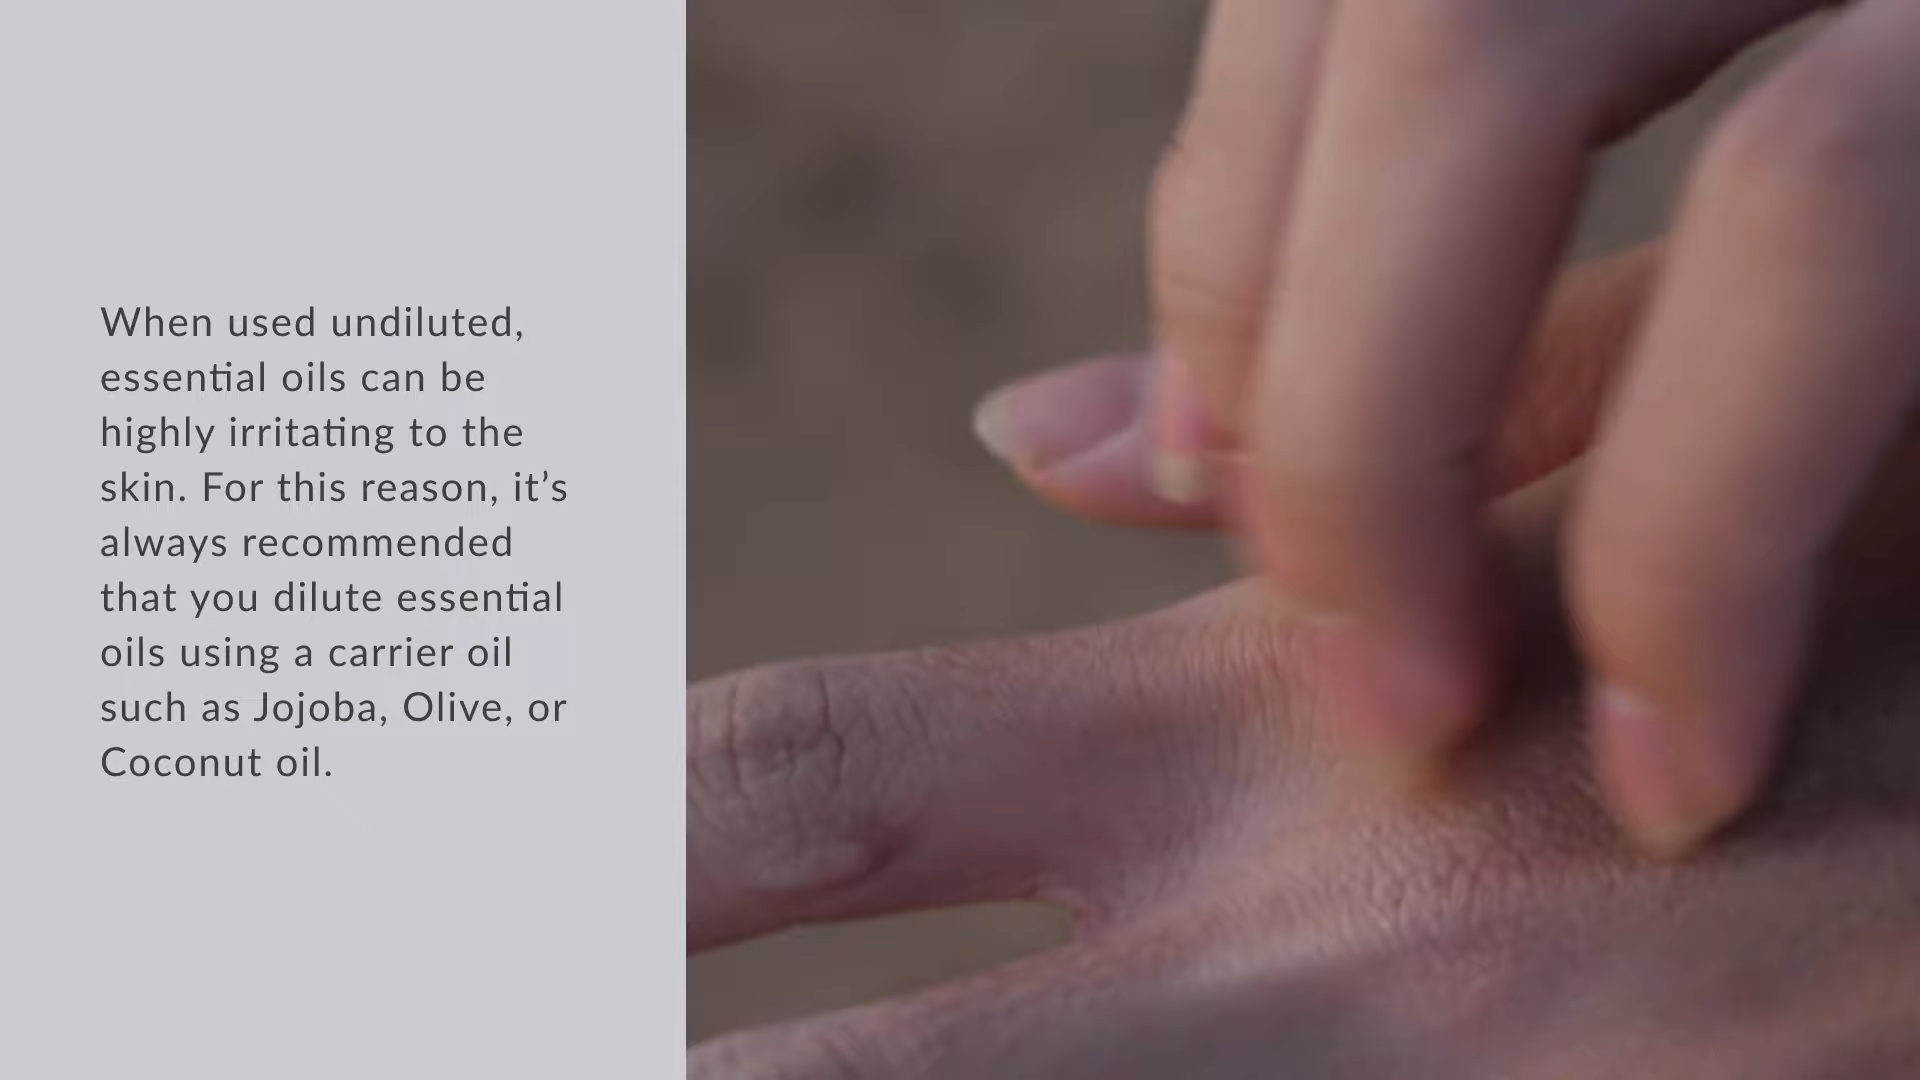 When used undiluted,
essential oils can be
highly irritating to the
skin. For this reason, it’s
always recommended
that you dilute essential
oils using a carrier oil
such as Jojoba, Olive, or
Coconut oil.